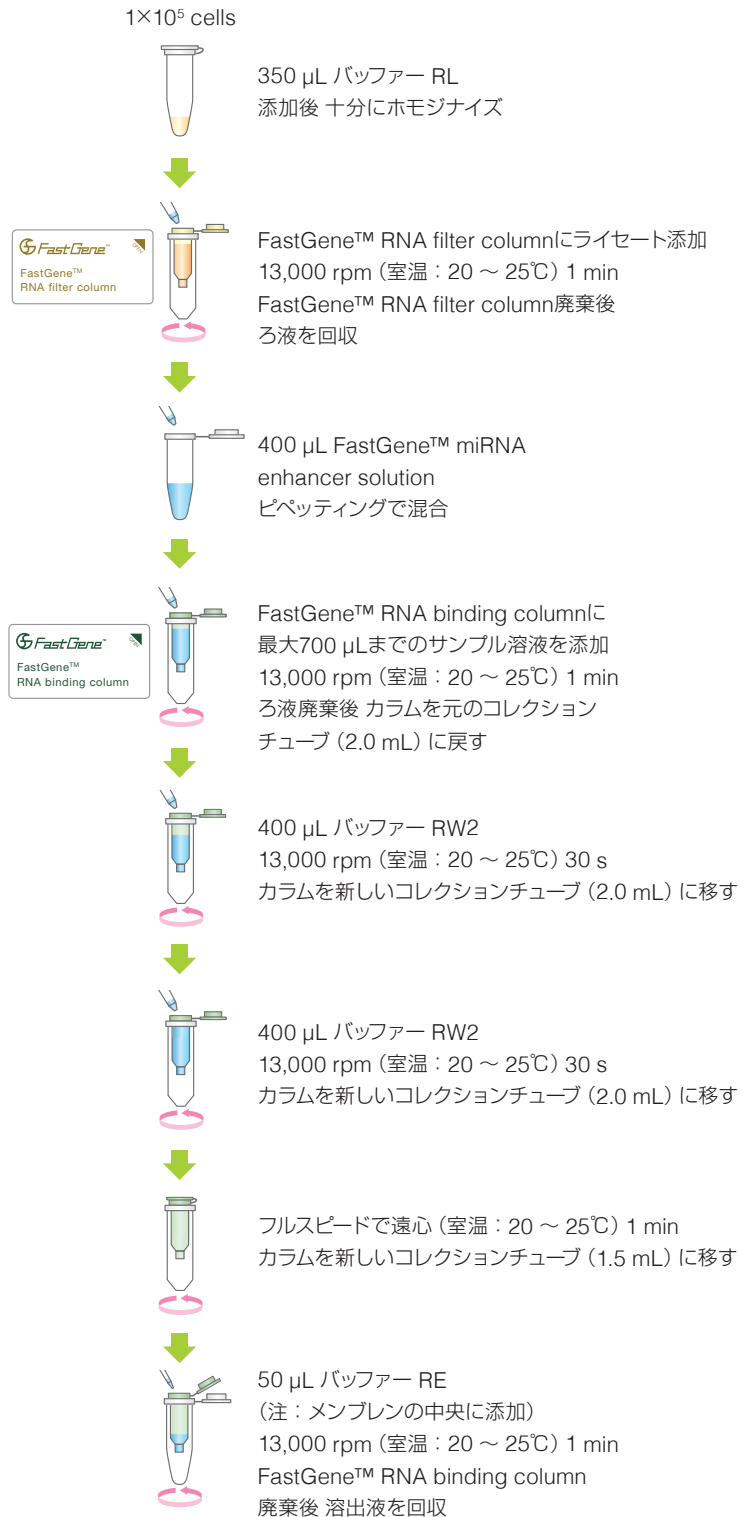 1×10⁵ cells
350 µL バッファー RL
添加後 十分にホモジナイズ
FastGene™
OPEN
FastGene™
RNA filter column
FastGene™ RNA filter columnにライセート添加
13,000 rpm（室温：20 ～ 25℃）1 min
FastGene™ RNA filter column廃棄後
ろ液を回収
400 µL FastGene™ miRNA
enhancer solution
ピペッティングで混合
FastGene™
OPEN
FastGene™
RNA binding column
FastGene™ RNA binding columnに
最大700 µLまでのサンプル溶液を添加
13,000 rpm（室温：20 ～ 25℃）1 min
ろ液廃棄後 カラムを元のコレクション
チューブ（2.0 mL）に戻す
400 µL バッファー RW2
13,000 rpm（室温：20 ～ 25℃）30 s
カラムを新しいコレクションチューブ（2.0 mL）に移す
400 µL バッファー RW2
13,000 rpm（室温：20 ～ 25℃）30 s
カラムを新しいコレクションチューブ（2.0 mL）に移す
フルスピードで遠心（室温：20 ～ 25℃）1 min
カラムを新しいコレクションチューブ（1.5 mL）に移す
50 µL バッファー RE
（注：メンブレンの中央に添加）
13,000 rpm（室温：20 ～ 25℃）1 min
FastGene™ RNA binding column
廃棄後 溶出液を回収